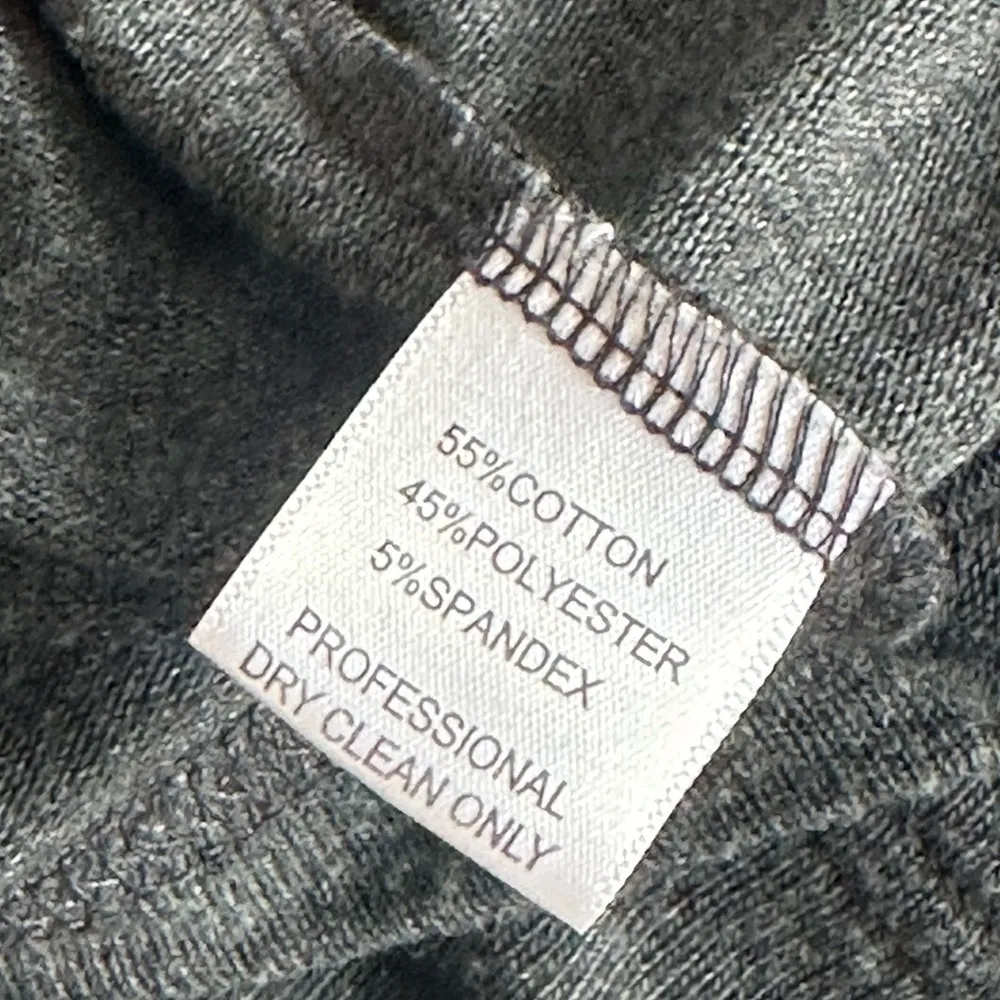 55%COTTON
45%POLYESTER
5%SPANDEX
PROFESSIONAL
DRY CLEAN ONLY